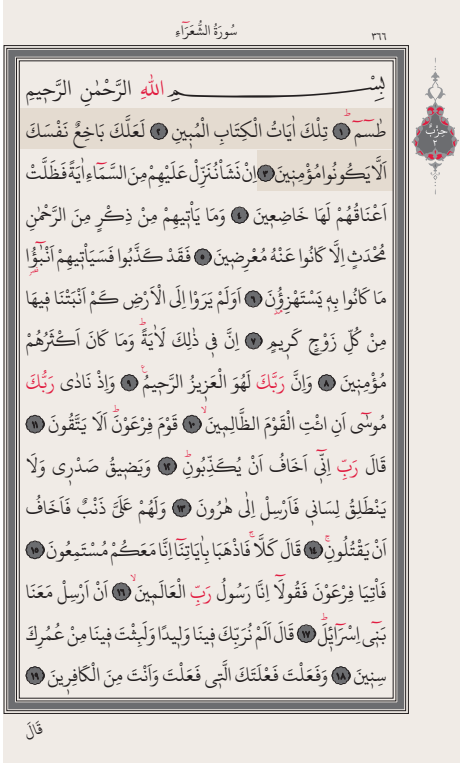 سُورَةُ الشُّعَرَاءِ ٣٦٦
بِسْمِ اللّٰهِ الرَّحْمٰنِ الرَّحِيمِ
طٰسٓمٓ ﴿١﴾ تِلْكَ اٰيَاتُ الْكِتَابِ الْمُبٖينِ ﴿٢﴾ لَعَلَّكَ بَاخِعٌ نَفْسَكَ
اَلَّا يَكُونُوا مُؤْمِنٖينَ ﴿٣﴾ اِنْ نَشَأْ نُنَزِّلْ عَلَيْهِمْ مِنَ السَّمَٓاءِ اٰيَةً فَظَلَّتْ
اَعْنَاقُهُمْ لَهَا خَاضِعٖينَ ﴿٤﴾ وَمَا يَأْتٖيهِمْ مِنْ ذِكْرٍ مِنَ الرَّحْمٰنِ
مُحْدَثٍ اِلَّا كَانُوا عَنْهُ مُعْرِضٖينَ ﴿٥﴾ فَقَدْ كَذَّبُوا فَسَيَأْتٖيهِمْ اَنْبٰٓؤُا
مَا كَانُوا بِهٖ يَسْتَهْزِؤُ۫نَ ﴿٦﴾ اَوَلَمْ يَرَوْا اِلَى الْاَرْضِ كَمْ اَنْبَتْنَا فٖيهَا
مِنْ كُلِّ زَوْجٍ كَرٖيمٍ ﴿٧﴾ اِنَّ فٖى ذٰلِكَ لَاٰيَةًؕ وَمَا كَانَ اَكْثَرُهُمْ
مُؤْمِنٖينَ ﴿٨﴾ وَاِنَّ رَبَّكَ لَهُوَ الْعَزٖيزُ الرَّحٖيمُ ﴿٩﴾ وَاِذْ نَادٰى رَبُّكَ
مُوسٰٓى اَنِ ائْتِ الْقَوْمَ الظَّالِمٖينَۙ ﴿١٠﴾ قَوْمَ فِرْعَوْنَؕ اَلَا يَتَّقُونَ ﴿١١﴾
قَالَ رَبِّ اِنّٖٓى اَخَافُ اَنْ يُكَذِّبُونِؕ ﴿١٢﴾ وَيَضٖيقُ صَدْرٖى وَلَا
يَنْطَلِقُ لِسَانٖى فَاَرْسِلْ اِلٰى هٰرُونَ ﴿١٣﴾ وَلَهُمْ عَلَىَّ ذَنْبٌ فَاَخَافُ
اَنْ يَقْتُلُونِۚ ﴿١٤﴾ قَالَ كَلَّاۚ فَاذْهَبَا بِاٰيَاتِنَٓا اِنَّا مَعَكُمْ مُسْتَمِعُونَ ﴿١٥﴾
فَأْتِيَا فِرْعَوْنَ فَقُولَٓا اِنَّا رَسُولُ رَبِّ الْعَالَمٖينَۙ ﴿١٦﴾ اَنْ اَرْسِلْ مَعَنَا
بَنٖٓى اِسْرَٓائٖلَؕ ﴿١٧﴾ قَالَ اَلَمْ نُرَبِّكَ فٖينَا وَلٖيدًا وَلَبِثْتَ فٖينَا مِنْ عُمُرِكَ
سِنٖينَ ﴿١٨﴾ وَفَعَلْتَ فَعْلَتَكَ الَّتٖى فَعَلْتَ وَاَنْتَ مِنَ الْكَافِرٖينَ ﴿١٩﴾
قَالَ
حِزْب
٢